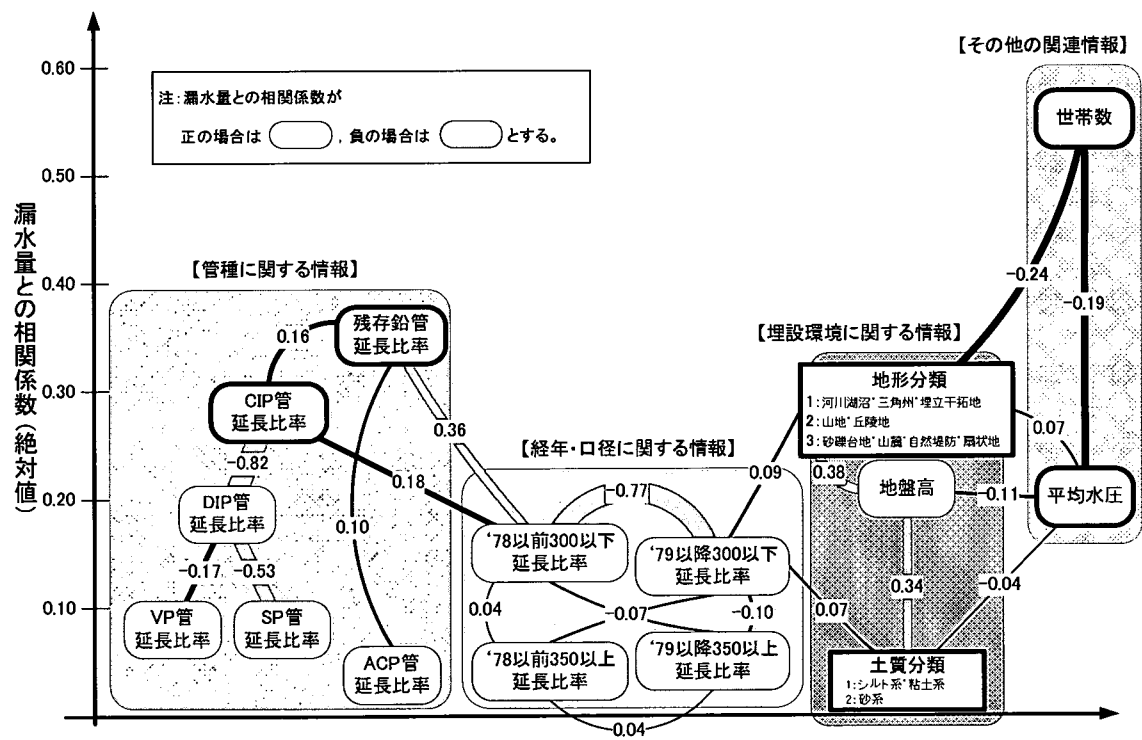 【その他の関連情報】
0.60
注:漏水量との相関係数が
正の場合は , 負の場合は とする。
世帯数
0.50
漏水量との相関係数(絶対値)
0.40
【管種に関する情報】
-0.24
-0.19
残存鉛管
延長比率
0.16
【埋設環境に関する情報】
0.30
CIP管
延長比率
地形分類
1:河川湖沼*三角州*埋立干拓地
2:山地*丘陵地
3:砂礫台地*山麓*自然堤防*扇状地
0.36
0.07
【経年・口径に関する情報】
-0.82
0.18
0.09
0.38
-0.77
地盤高
-0.11
平均水圧
0.20
DIP管
延長比率
0.10
'78以前300以下
延長比率
'79以降300以下
延長比率
-0.17
-0.53
0.34
-0.04
0.10
VP管
延長比率
SP管
延長比率
0.04
-0.07
-0.10
0.07
ACP管
延長比率
'78以前350以上
延長比率
'79以降350以上
延長比率
土質分類
1:シルト系*粘土系
2:砂系
-0.04